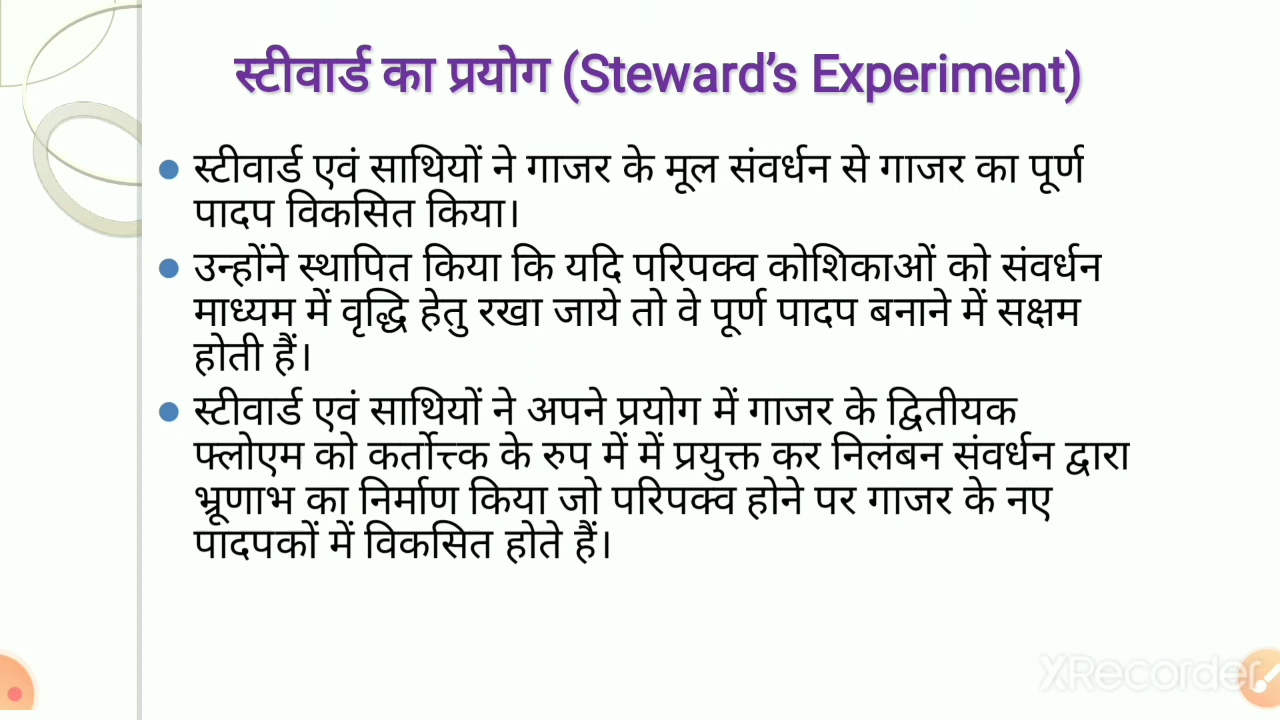 स्टीवार्ड का प्रयोग (Steward’s Experiment)
स्टीवार्ड एवं साथियों ने गाजर के मूल संवर्धन से गाजर का पूर्ण
पादप विकसित किया।
उन्होंने स्थापित किया कि यदि परिपक्व कोशिकाओं को संवर्धन
माध्यम में वृद्धि हेतु रखा जाये तो वे पूर्ण पादप बनाने में सक्षम
होती हैं।
स्टीवार्ड एवं साथियों ने अपने प्रयोग में गाजर के द्वितीयक
फ्लोएम को कर्तोत्त्क के रुप में में प्रयुक्त कर निलंबन संवर्धन द्वारा
भ्रूणाभ का निर्माण किया जो परिपक्व होने पर गाजर के नए
पादपकों में विकसित होते हैं।
XRecorder